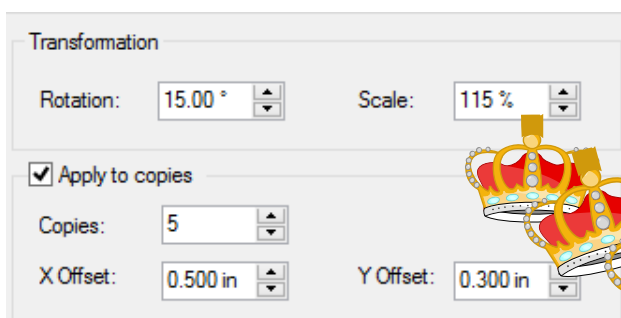 Transformation
Rotation: 15.00 ° Scale: 115 %
Apply to copies
Copies: 5
X Offset: 0.500 in Y Offset: 0.300 in